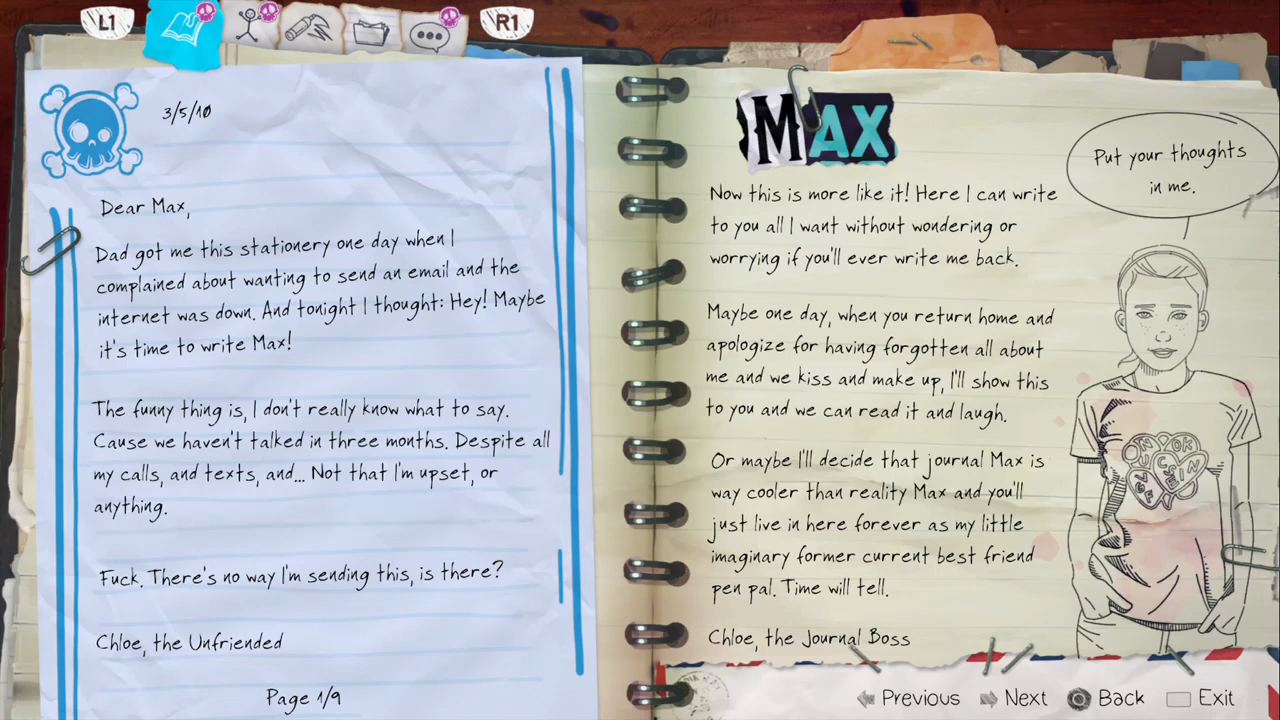 L1
R1
3/5/10
Dear Max,
Dad got me this stationery one day when I
complained about wanting to send an email and the
internet was down. And tonight I thought: Hey! Maybe
it's time to write Max!
The funny thing is, I don't really know what to say.
Cause we haven't talked in three months. Despite all
my calls, and texts, and... Not that I'm upset, or
anything.
Fuck. There's no way I'm sending this, is there?
Chloe, the Unfriended
Page 1/9
MAX
Now this is more like it! Here I can write
to you all I want without wondering or
worrying if you'll ever write me back.
Maybe one day, when you return home and
apologize for having forgotten all about
me and we kiss and make up, I'll show this
to you and we can read it and laugh.
Or maybe I'll decide that journal Max is
way cooler than reality Max and you'll
just live in here forever as my little
imaginary former current best friend
pen pal. Time will tell.
Chloe, the Journal Boss
Put your thoughts
in me.
Previous Next Back Exit